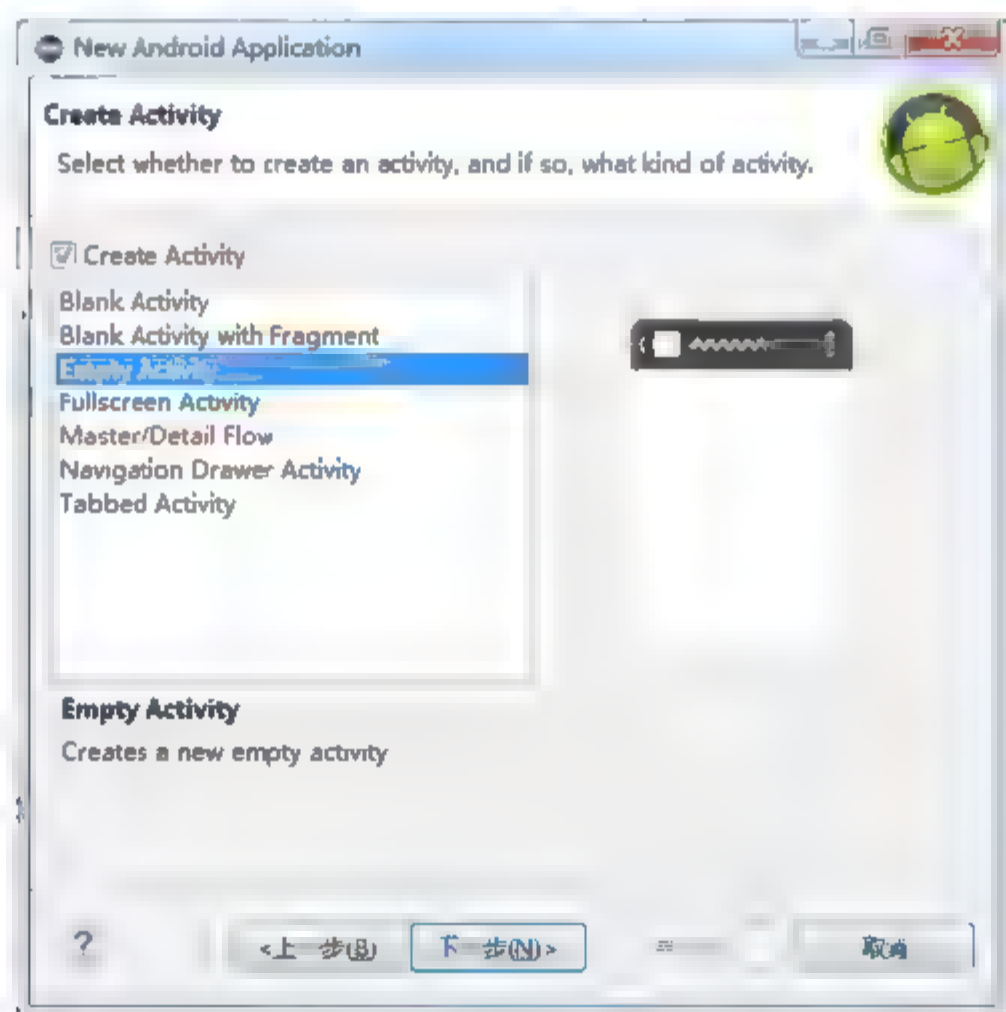 New Android Application
Create Activity
Select whether to create an activity, and if so, what kind of activity.
Create Activity
Blank Activity
Blank Activity with Fragment
Empty Activity
Fullscreen Activity
Master/Detail Flow
Navigation Drawer Activity
Tabbed Activity
Empty Activity
Creates a new empty activity
? <上一步(B) 下一步(N)> 取消